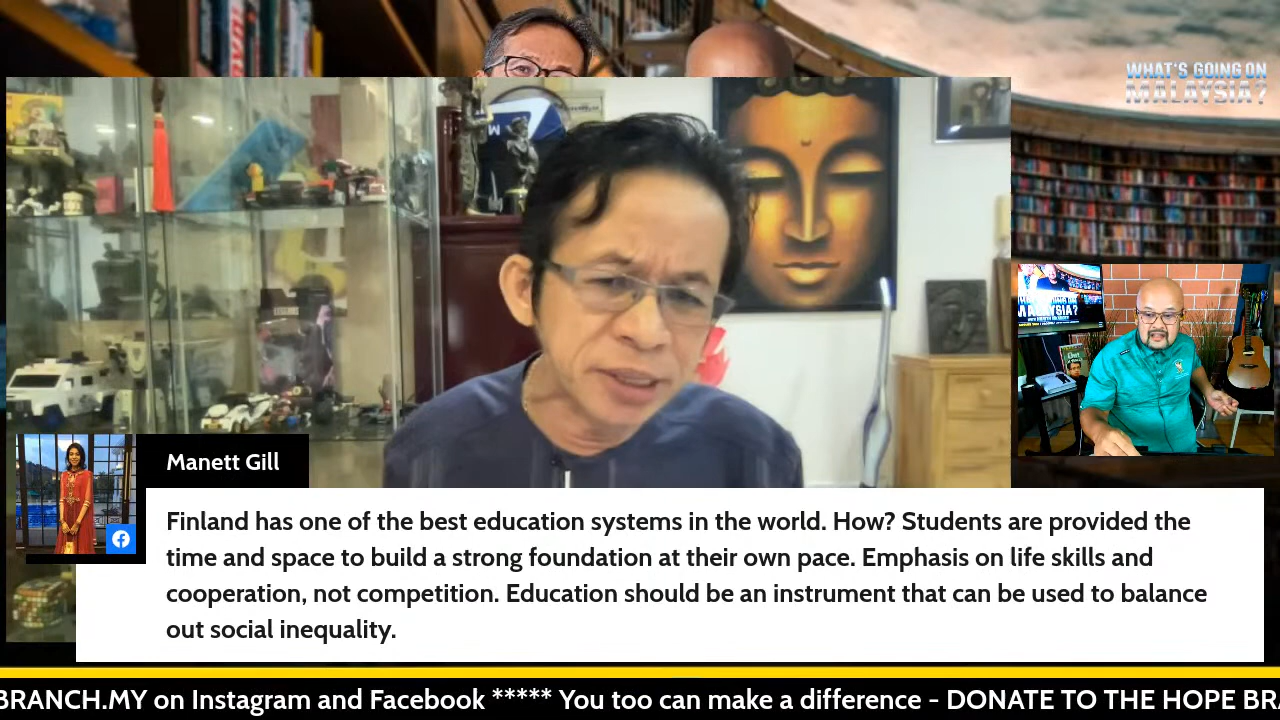 WHAT'S GOING ON
MALAYSIA?
MALAYSIA?
Manett Gill
Finland has one of the best education systems in the world. How? Students are provided the
time and space to build a strong foundation at their own pace. Emphasis on life skills and
cooperation, not competition. Education should be an instrument that can be used to balance
out social inequality.
BRANCH.MY on Instagram and Facebook ***** You too can make a difference - DONATE TO THE HOPE BRA